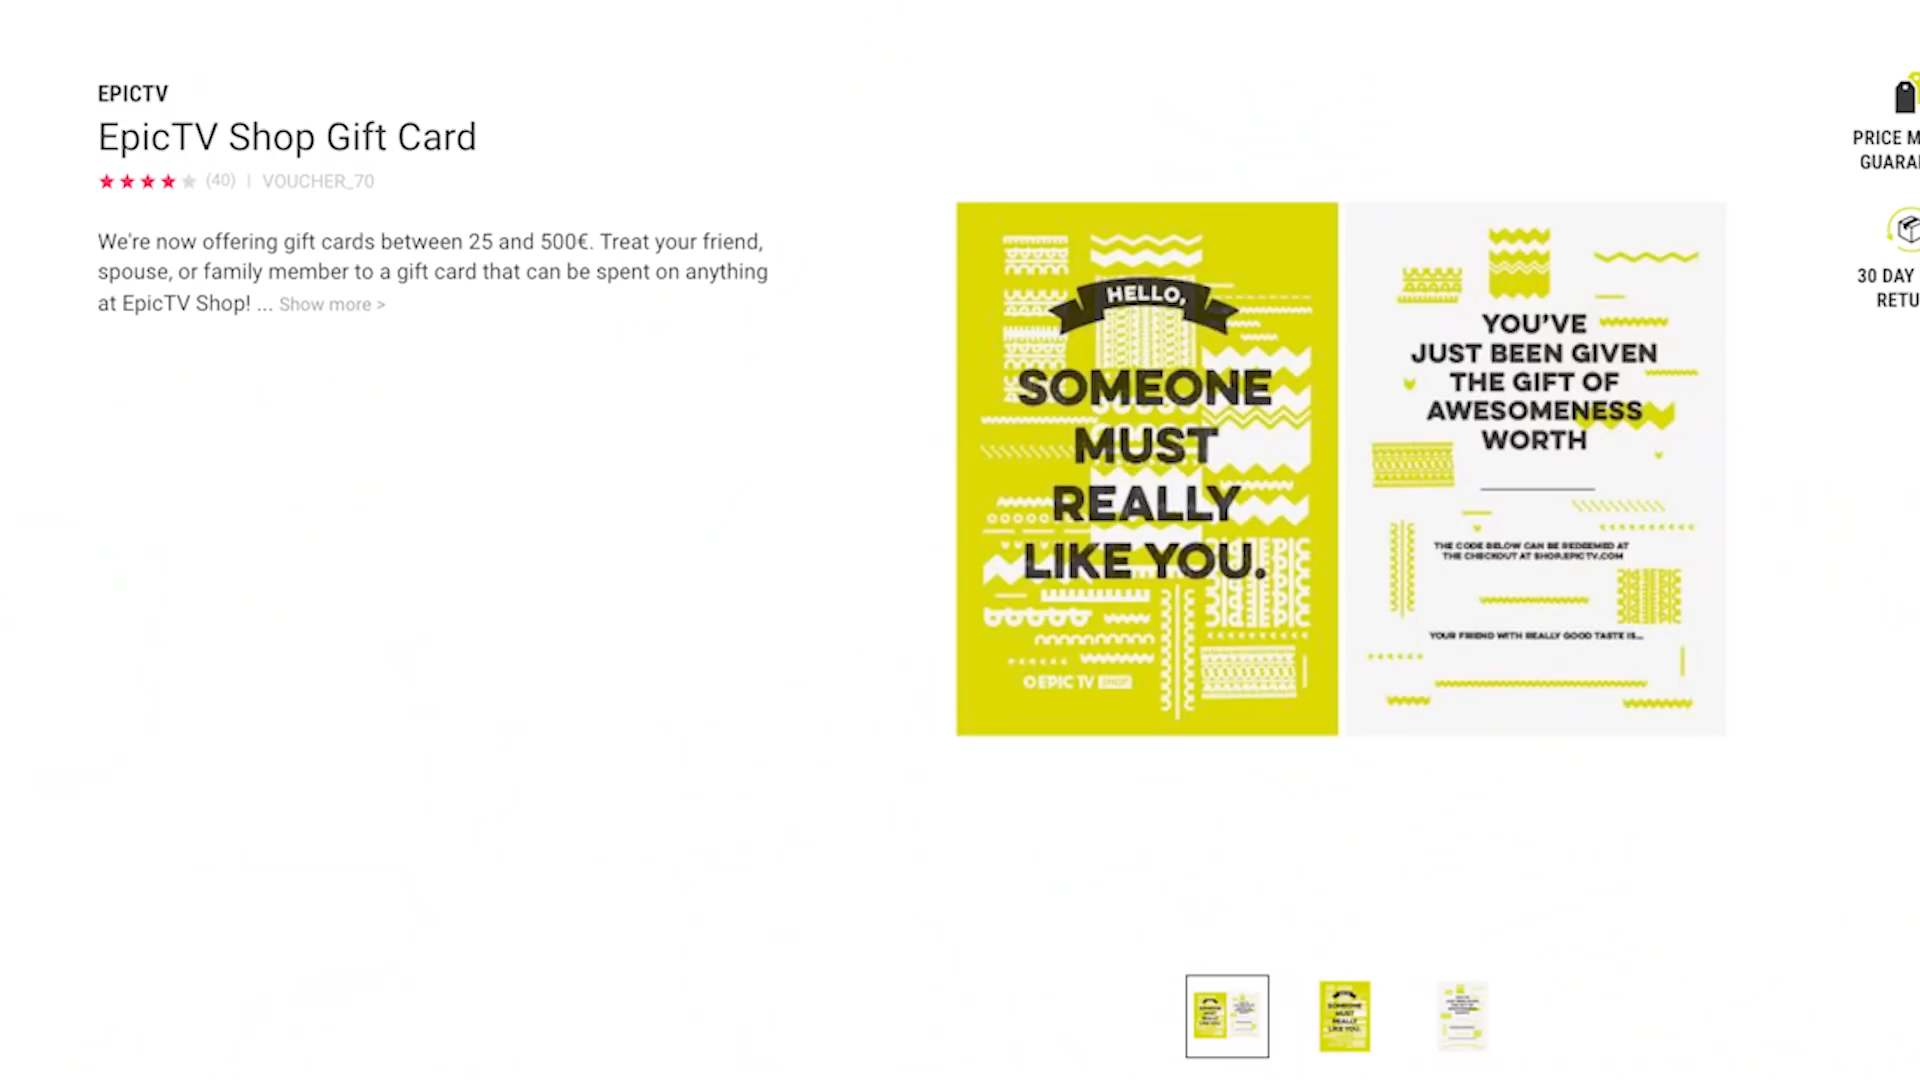 EPICTV
EpicTV Shop Gift Card
(40) | VOUCHER_70
We're now offering gift cards between 25 and 500€. Treat your friend,
spouse, or family member to a gift card that can be spent on anything
at EpicTV Shop! ... Show more >
HELLO,
SOMEONE
MUST
REALLY
LIKE YOU.
EPIC TV SHOP
YOU'VE
JUST BEEN GIVEN
THE GIFT OF
AWESOMENESS
WORTH
THE CODE BELOW CAN BE REDEEMED AT
THE CHECKOUT AT SHOP.EPICTV.COM
YOUR FRIEND WITH REALLY GOOD TASTE IS...
PRICE M
GUARA
30 DAY
RETU